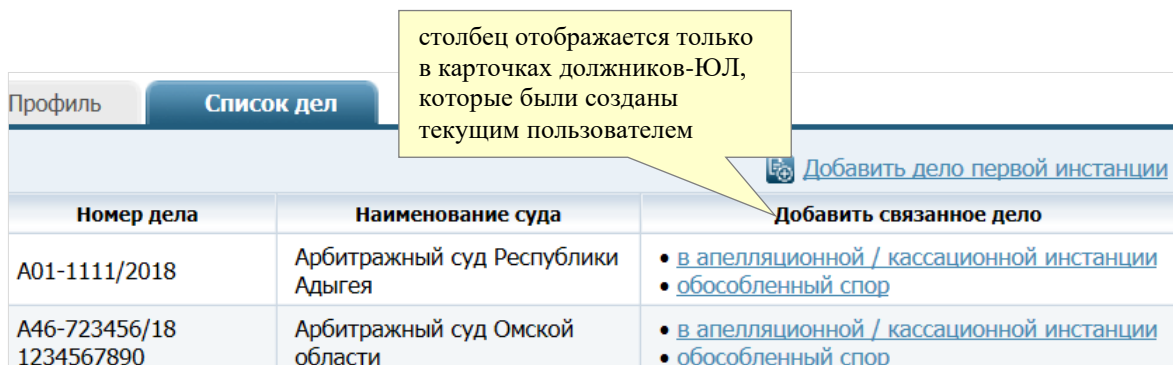 столбец отображается только
в карточках должников-ЮЛ,
которые были созданы
текущим пользователем
Профиль
Список дел
Добавить дело первой инстанции
Номер дела
Наименование суда
Добавить связанное дело
А01-1111/2018
Арбитражный суд Республики
Адыгея
• в апелляционной / кассационной инстанции
• обособленный спор
А46-723456/18
1234567890
Арбитражный суд Омской
области
• в апелляционной / кассационной инстанции
• обособленный спор